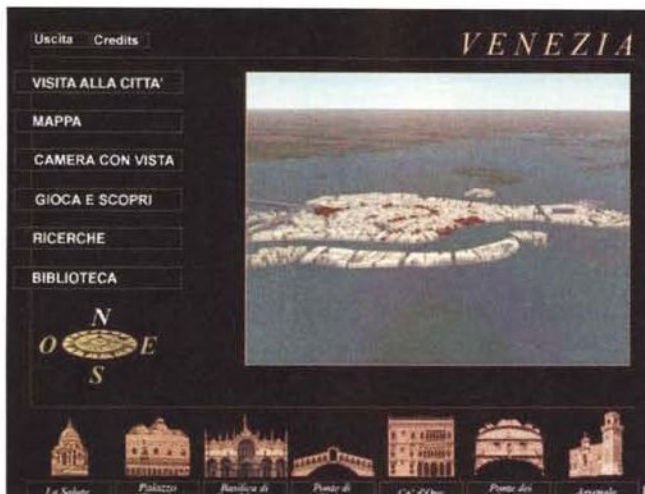 Uscita Credits
VENEZIA
VISITA ALLA CITTA'
MAPPA
CAMERA CON VISTA
GIOCA E SCOPRI
RICERCHE
BIBLIOTECA
N
O E
S
La Salute
Palazzo
Basilica di
Ponte di
Ca' d'Oro
Ponte dei
Arsenale